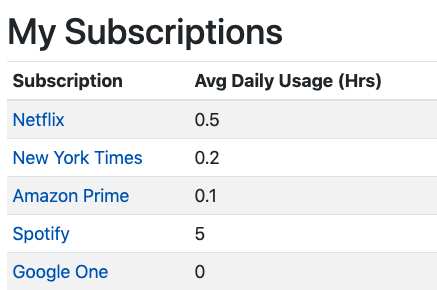 My Subscriptions
Subscription Avg Daily Usage (Hrs)
Netflix 0.5
New York Times 0.2
Amazon Prime 0.1
Spotify 5
Google One 0